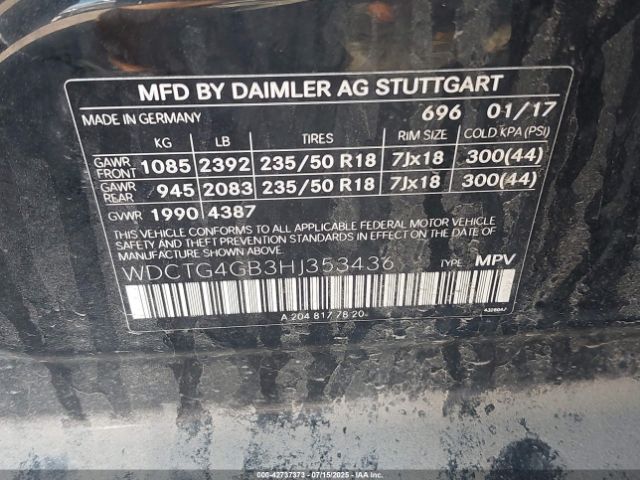 MFD BY DAIMLER AG STUTTGART
MADE IN GERMANY 696 01/17
KG LB TIRES RIM SIZE COLD KPA (PSI)
GAWR FRONT 1085 2392 235/50 R18 7Jx18 300(44)
GAWR REAR 945 2083 235/50 R18 7Jx18 300(44)
GVWR 1990 4387
THIS VEHICLE CONFORMS TO ALL APPLICABLE FEDERAL MOTOR VEHICLE
SAFETY AND THEFT PREVENTION STANDARDS IN EFFECT
ON THE DATE OF MANUFACTURE SHOWN ABOVE.
WDCTG4GB3HJ353436 TYPE MPV
A 204 817 78 20
000-42737373 07/15/2025 - Copyright IAAI, LLC